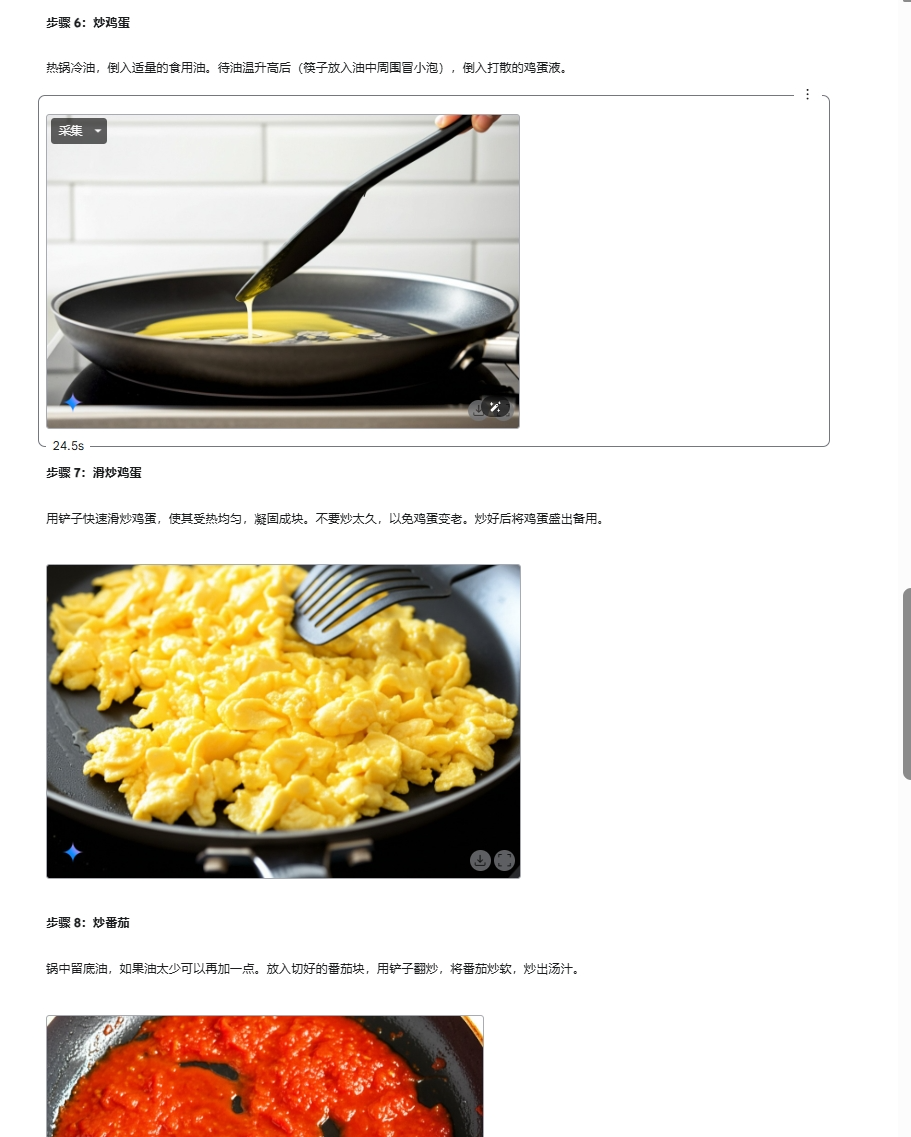 步骤 6：炒鸡蛋
热锅冷油，倒入适量的食用油。待油温升高后（筷子放入油中周围冒小泡），倒入打散的鸡蛋液。
采集
24.5s
步骤 7：滑炒鸡蛋
用铲子快速滑炒鸡蛋，使其受热均匀，凝固成块。不要炒太久，以免鸡蛋变老。炒好后将鸡蛋盛出备用。
步骤 8：炒番茄
锅中留底油，如果油太少可以再加一点。放入切好的番茄块，用铲子翻炒，将番茄炒软，炒出汤汁。